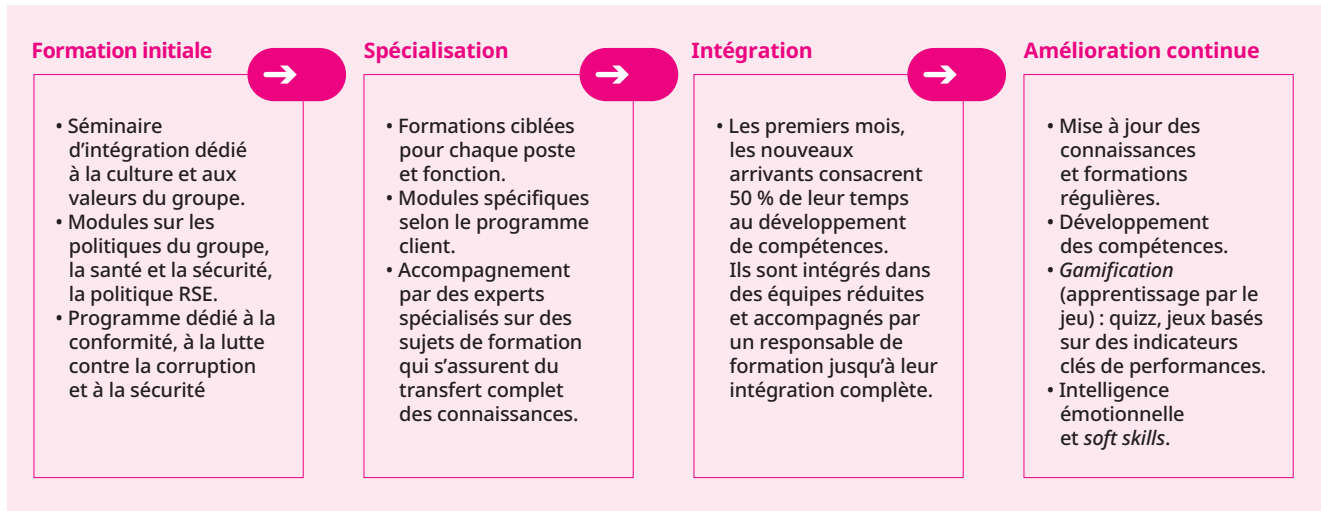 Formation initiale
• Séminaire
d’intégration dédié
à la culture et aux
valeurs du groupe.
• Modules sur les
politiques du groupe,
la santé et la sécurité,
la politique RSE.
• Programme dédié à la
conformité, à la lutte
contre la corruption
et à la sécurité
Spécialisation
• Formations ciblées
pour chaque poste
et fonction.
• Modules spécifiques
selon le programme
client.
• Accompagnement
par des experts
spécialisés sur des
sujets de formation
qui s’assurent du
transfert complet
des connaissances.
Intégration
• Les premiers mois,
les nouveaux
arrivants consacrent
50 % de leur temps
au développement
de compétences.
Ils sont intégrés dans
des équipes réduites
et accompagnés par
un responsable de
formation jusqu’à leur
intégration complète.
Amélioration continue
• Mise à jour des
connaissances
et formations
régulières.
• Développement
des compétences.
• Gamification
(apprentissage par le
jeu) : quizz, jeux basés
sur des indicateurs
clés de performances.
• Intelligence
émotionnelle
et soft skills.